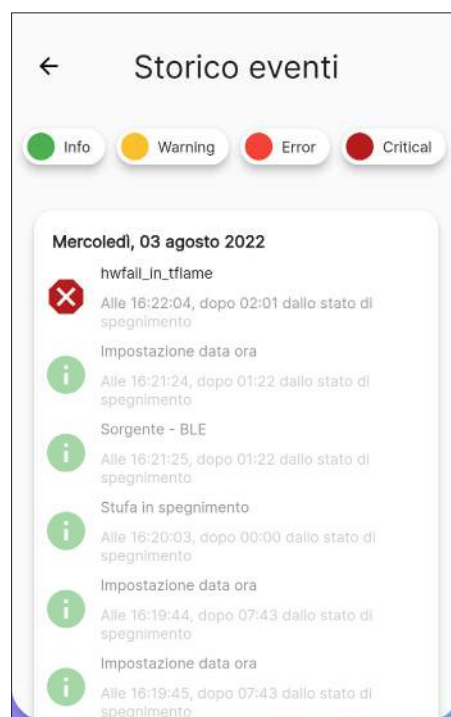 Storico eventi
Info
Warning
Error
Critical
Mercoledì, 03 agosto 2022
hwfail_in_tflame
Alle 16:22:04, dopo 02:01 dallo stato di
spegnimento
Impostazione data ora
Alle 16:21:24, dopo 01:22 dallo stato di
spegnimento
Sorgente - BLE
Alle 16:21:25, dopo 01:22 dallo stato di
spegnimento
Stufa in spegnimento
Alle 16:20:03, dopo 00:00 dallo stato di
spegnimento
Impostazione data ora
Alle 16:19:44, dopo 07:43 dallo stato di
spegnimento
Impostazione data ora
Alle 16:19:45, dopo 07:43 dallo stato di
spegnimento